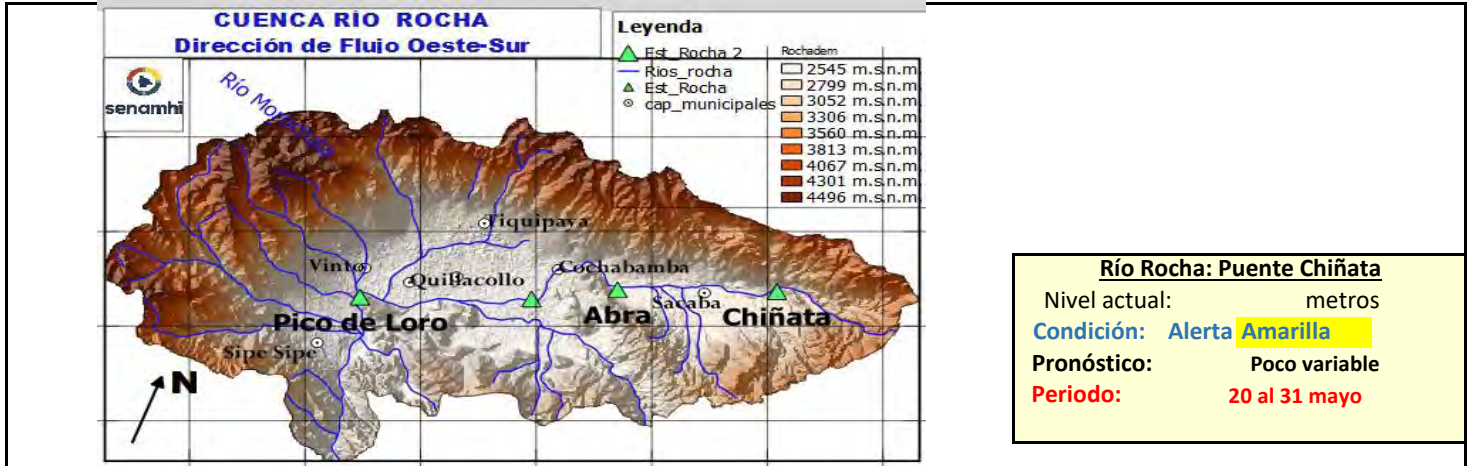 CUENCA RÍO ROCHA
Dirección de Flujo Oeste-Sur
senamhi
Leyenda
Est_Rocha 2
Rios_rocha
Est_Rocha
cap_municipales
Rochadem
2545 m.s.n.m.
2799 m.s.n.m.
3052 m.s.n.m.
3306 m.s.n.m.
3560 m.s.n.m.
3813 m.s.n.m.
4067 m.s.n.m.
4301 m.s.n.m.
4496 m.s.n.m.
Río Morochata
Tiquipaya
Vinto
Quillacollo
Cochabamba
Sacaba
Pico de Loro
Abra
Chiñata
Sipe Sipe
N
Río Rocha: Puente Chiñata
Nivel actual: metros
Condición: Alerta Amarilla
Pronóstico: Poco variable
Periodo: 20 al 31 mayo